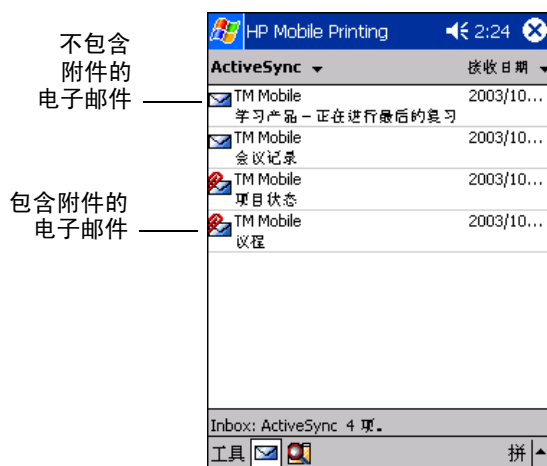 不包含
附件的
电子邮件
包含附件的
电子邮件
HP Mobile Printing 2:24
ActiveSync 接收日期
TM Mobile 2003/10...
学习产品 - 正在进行最后的复习
TM Mobile 2003/10...
会议记录
TM Mobile 2003/10...
项目状态
TM Mobile 2003/10...
议程
Inbox: ActiveSync 4 项.
工具 拼